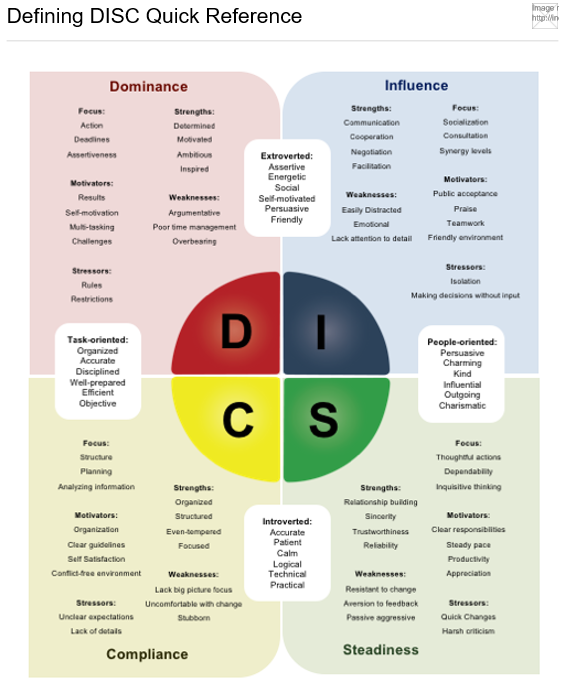 Defining DISC Quick Reference
Image r
http://in
Dominance
Focus:
Action
Deadlines
Assertiveness
Motivators:
Results
Self-motivation
Multi-tasking
Challenges
Stressors:
Rules
Restrictions
Strengths:
Determined
Motivated
Ambitious
Inspired
Weaknesses:
Argumentative
Poor time management
Overbearing
Extroverted:
Assertive
Energetic
Social
Self-motivated
Persuasive
Friendly
Influence
Strengths:
Communication
Cooperation
Negotiation
Facilitation
Weaknesses:
Easily Distracted
Emotional
Lack attention to detail
Focus:
Socialization
Consultation
Synergy levels
Motivators:
Public acceptance
Praise
Teamwork
Friendly environment
Stressors:
Isolation
Making decisions without input
D
I
C
S
Task-oriented:
Organized
Accurate
Disciplined
Well-prepared
Efficient
Objective
People-oriented:
Persuasive
Charming
Kind
Influential
Outgoing
Charismatic
Focus:
Structure
Planning
Analyzing information
Motivators:
Organization
Clear guidelines
Self Satisfaction
Conflict-free environment
Stressors:
Unclear expectations
Lack of details
Strengths:
Organized
Structured
Even-tempered
Focused
Weaknesses:
Lack big picture focus
Uncomfortable with change
Stubborn
Compliance
Introverted:
Accurate
Patient
Calm
Logical
Technical
Practical
Strengths:
Relationship building
Sincerity
Trustworthiness
Reliability
Weaknesses:
Resistant to change
Aversion to feedback
Passive aggressive
Focus:
Thoughtful actions
Dependability
Inquisitive thinking
Motivators:
Clear responsibilities
Steady pace
Productivity
Appreciation
Stressors:
Quick Changes
Harsh criticism
Steadiness